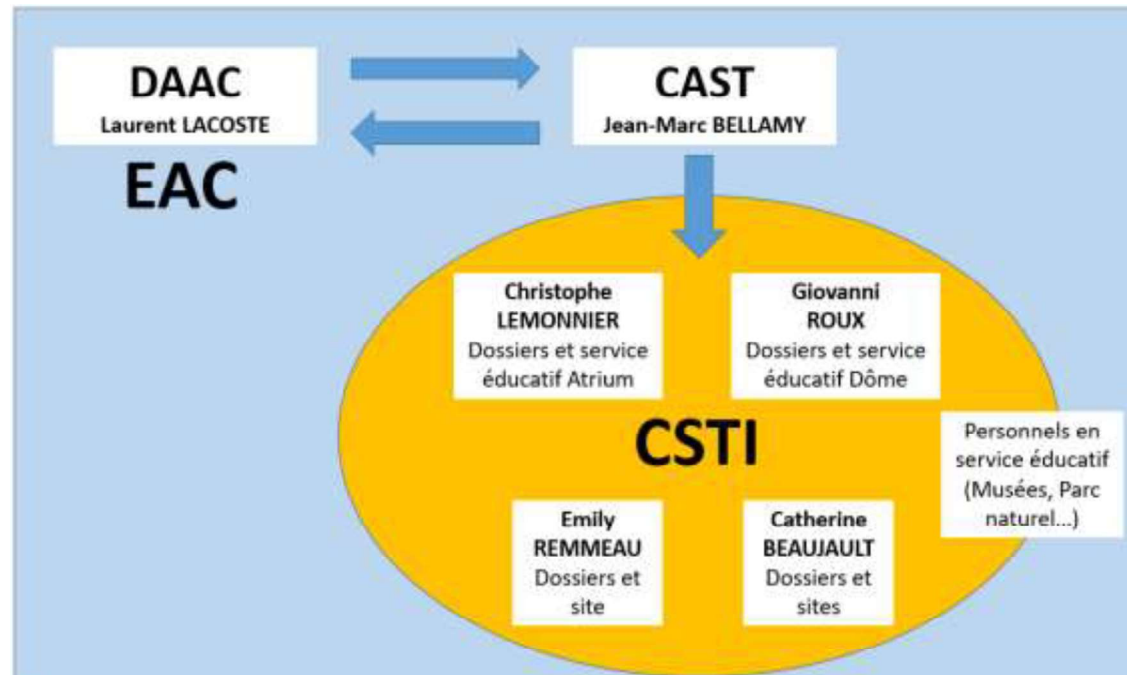 DAAC
Laurent LACOSTE
EAC
CAST
Jean-Marc BELLAMY
Christophe
LEMONNIER
Dossiers et service
éducatif Atrium
Giovanni
ROUX
Dossiers et service
éducatif Dôme
CSTI
Personnels en
service éducatif
(Musées, Parc
naturel...)
Emily
REMMEAU
Dossiers et
site
Catherine
BEAUJAULT
Dossiers et
sites